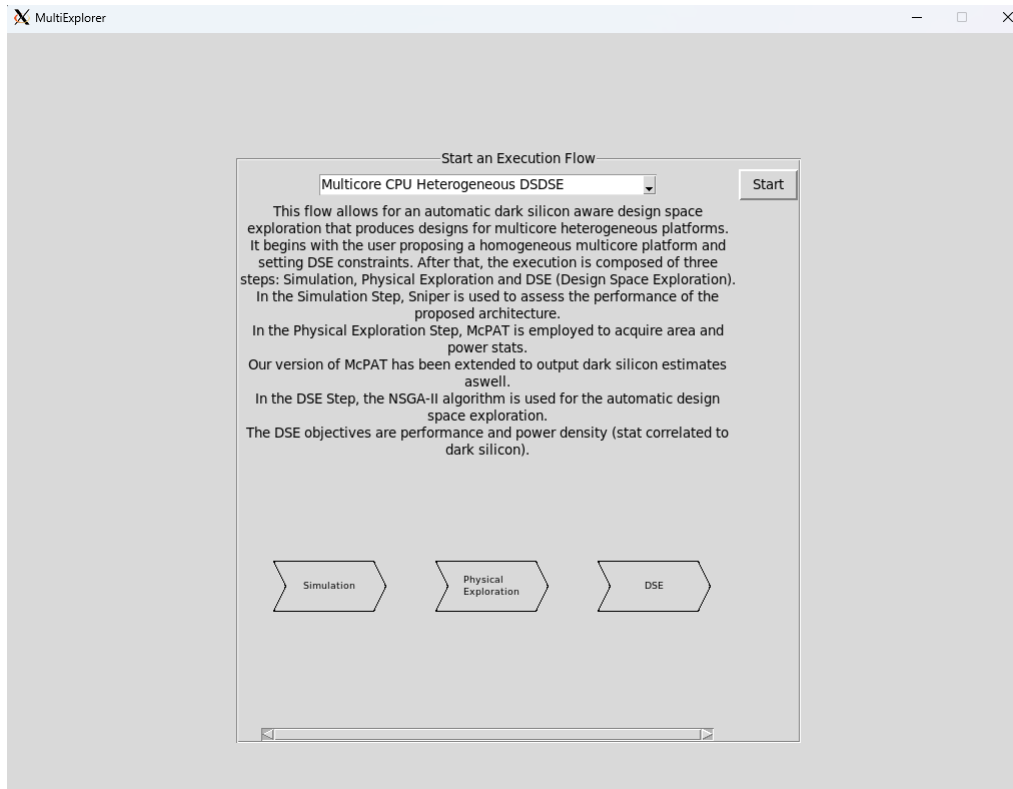 MultiExplorer
Start an Execution Flow
Multicore CPU Heterogeneous DSDSE
Start
This flow allows for an automatic dark silicon aware design space
exploration that produces designs for multicore heterogeneous platforms.
It begins with the user proposing a homogeneous multicore platform and
setting DSE constraints. After that, the execution is composed of three
steps: Simulation, Physical Exploration and DSE (Design Space Exploration).
In the Simulation Step, Sniper is used to assess the performance of the
proposed architecture.
In the Physical Exploration Step, McPAT is employed to acquire area and
power stats.
Our version of McPAT has been extended to output dark silicon estimates
aswell.
In the DSE Step, the NSGA-II algorithm is used for the automatic design
space exploration.
The DSE objectives are performance and power density (stat correlated to
dark silicon).
Simulation
Physical
Exploration
DSE